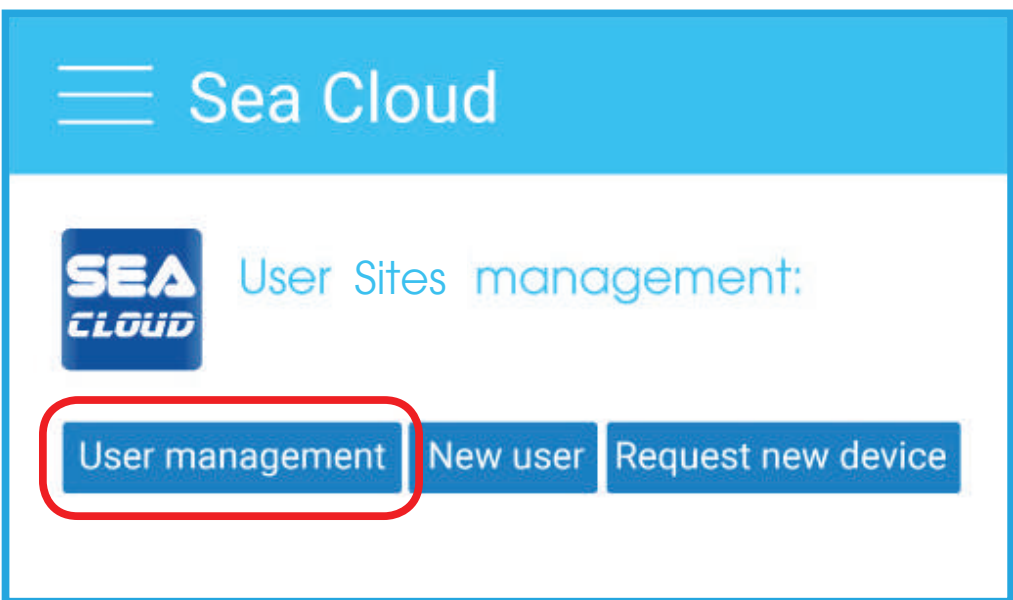 Sea Cloud
SEA
CLOUD
User Sites management:
User management New user Request new device